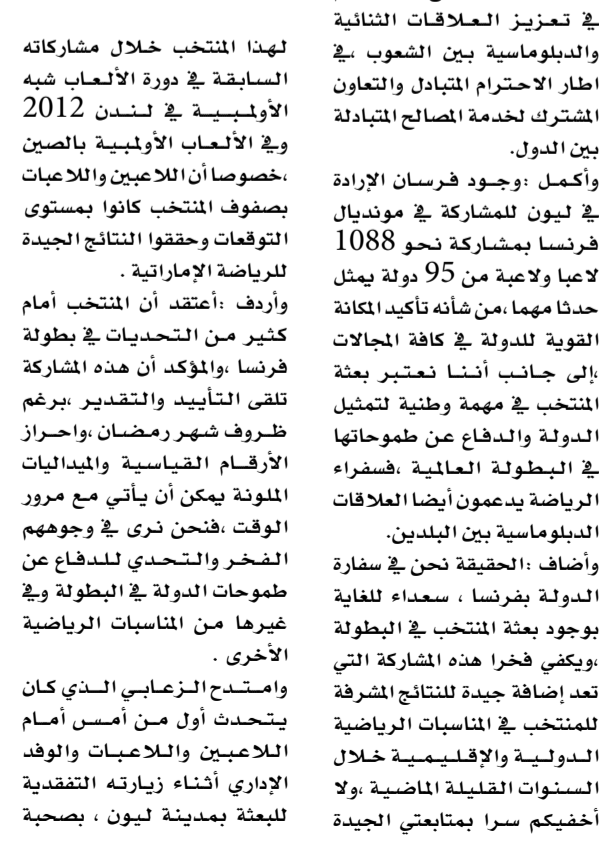 في تعزيز العلاقات الثنائية
والدبلوماسية بين الشعوب ،في
اطار الاحترام المتبادل والتعاون
المشترك لخدمة المصالح المتبادلة
بين الدول.
وأكمل :وجود فرسان الإرادة
في ليون للمشاركة في مونديال
فرنسا بمشاركة نحو 1088
لاعبا ولاعبة من 95 دولة يمثل
حدثا مهما ،من شأنه تأكيد المكانة
القوية للدولة في كافة المجالات
،إلى جانب أننا نعتبر بعثة
المنتخب في مهمة وطنية لتمثيل
الدولة والدفاع عن طموحاتها
في البطولة العالمية ،فسفراء
الرياضة يدعمون أيضا العلاقات
الدبلوماسية بين البلدين.
وأضاف :الحقيقة نحن في سفارة
الدولة بفرنسا ، سعداء للغاية
بوجود بعثة المنتخب في البطولة
،ويكفي فخرا هذه المشاركة التي
تعد إضافة جيدة للنتائج المشرفة
للمنتخب في المناسبات الرياضية
الدولية والإقليمية خلال
السنوات القليلة الماضية ،ولا
أخفيكم سرا بمتابعتي الجيدة
لهذا المنتخب خلال مشاركاته
السابقة في دورة الألعاب شبه
الأولمبية في لندن 2012
وفي الألعاب الأولمبية بالصين
،خصوصا أن اللاعبين واللاعبات
بصفوف المنتخب كانوا بمستوى
التوقعات وحققوا النتائج الجيدة
للرياضة الإماراتية .
وأردف :أعتقد أن المنتخب أمام
كثير من التحديات في بطولة
فرنسا ،والمؤكد أن هذه المشاركة
تلقى التأييد والتقدير ،برغم
ظروف شهر رمضان ،واحراز
الأرقام القياسية والميداليات
الملونة يمكن أن يأتي مع مرور
الوقت ،فنحن نرى في وجوههم
الفخر والتحدي للدفاع عن
طموحات الدولة في البطولة وفي
غيرها من المناسبات الرياضية
الأخرى .
وامتدح الزعابي الذي كان
يتحدث أول من أمس أمام
اللاعبين واللاعبات والوفد
الإداري أثناء زيارته التفقدية
للبعثة بمدينة ليون ، بصحبة